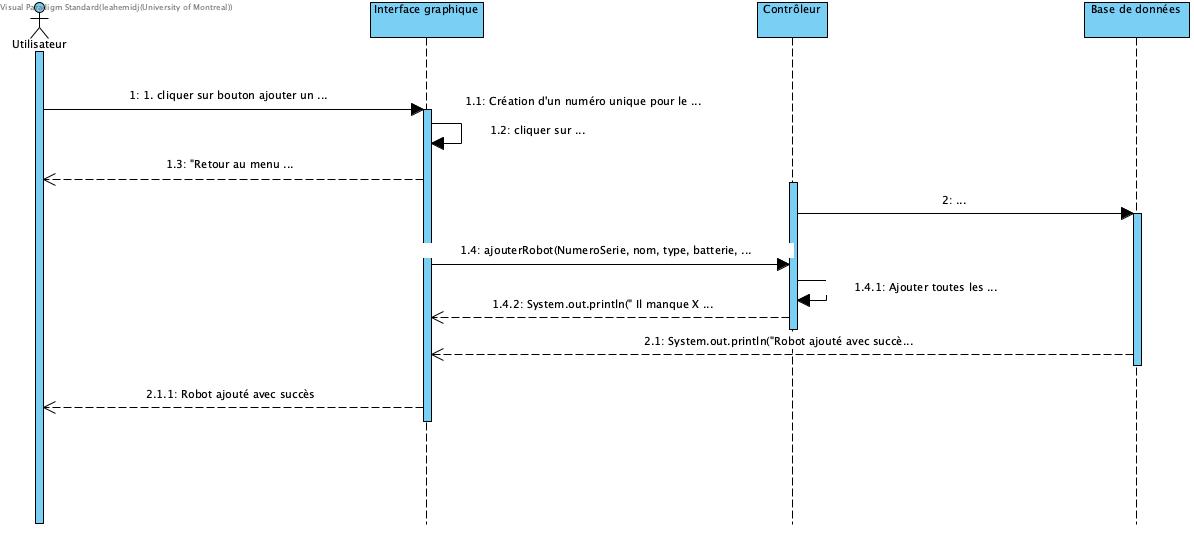 Visual Paradigm Standard(leahemidj(University of Montreal))
Interface graphique
Contrôleur
Base de données
Utilisateur
1: 1. cliquer sur bouton ajouter un ...
1.1: Création d'un numéro unique pour le ...
1.2: cliquer sur ...
1.3: "Retour au menu ...
2: ...
1.4: ajouterRobot(NumeroSerie, nom, type, batterie, ...
1.4.1: Ajouter toutes les ...
1.4.2: System.out.println(" Il manque X ...
2.1: System.out.println("Robot ajouté avec succè...
2.1.1: Robot ajouté avec succès